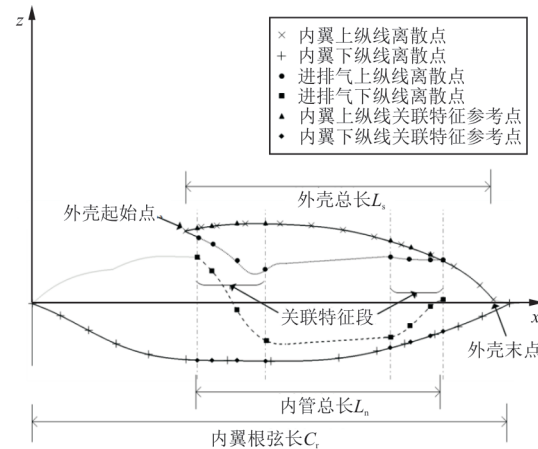 z
内翼上纵线离散点
内翼下纵线离散点
进排气上纵线离散点
进排气下纵线离散点
内翼上纵线关联特征参考点
内翼下纵线关联特征参考点
外壳总长Ls
外壳起始点
x
关联特征段
外壳末点
内管总长Ln
内翼根弦长Cr